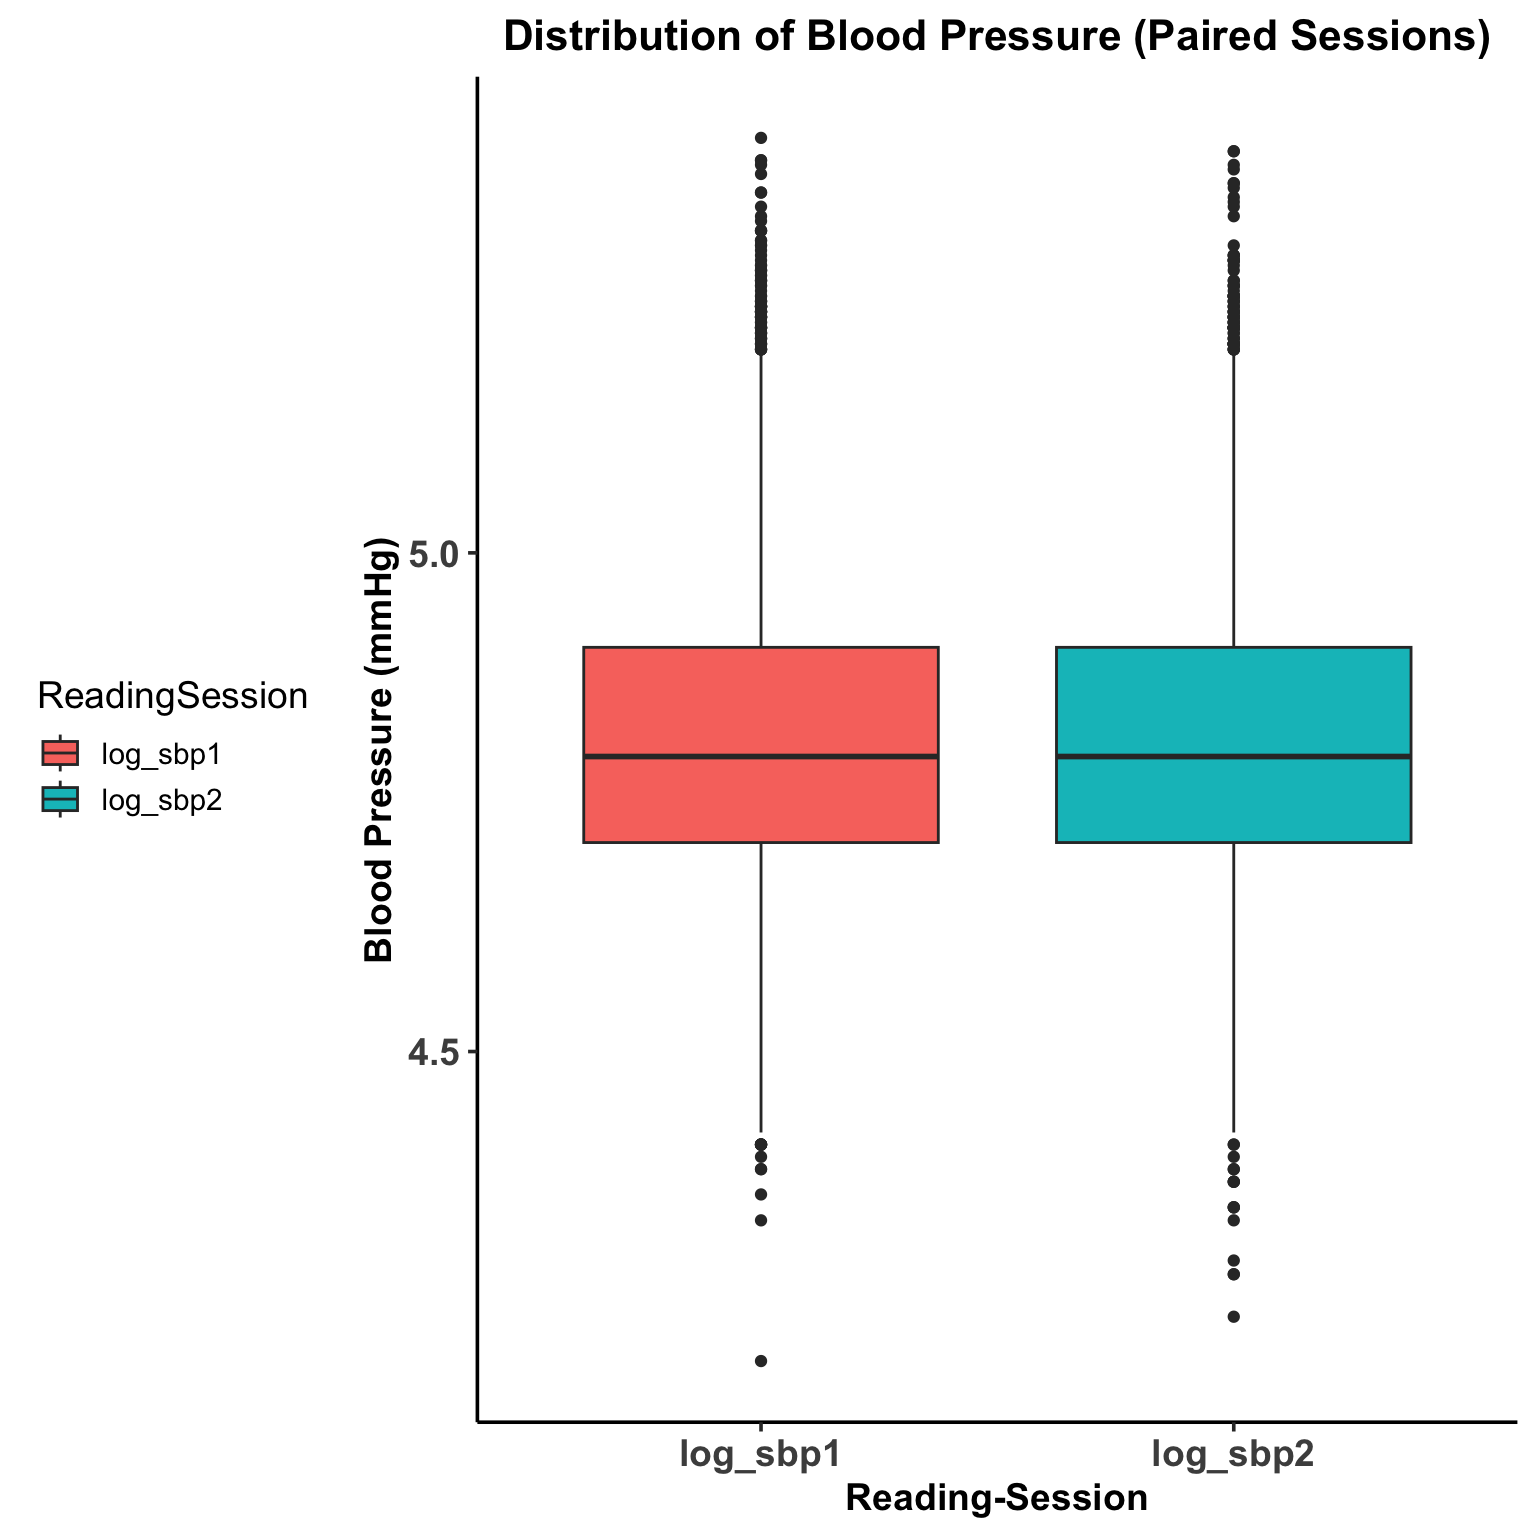 Distribution of Blood Pressure (Paired Sessions)
Blood Pressure (mmHg)
5.0
4.5
ReadingSession
log_sbp1
log_sbp2
log_sbp1
log_sbp2
Reading-Session